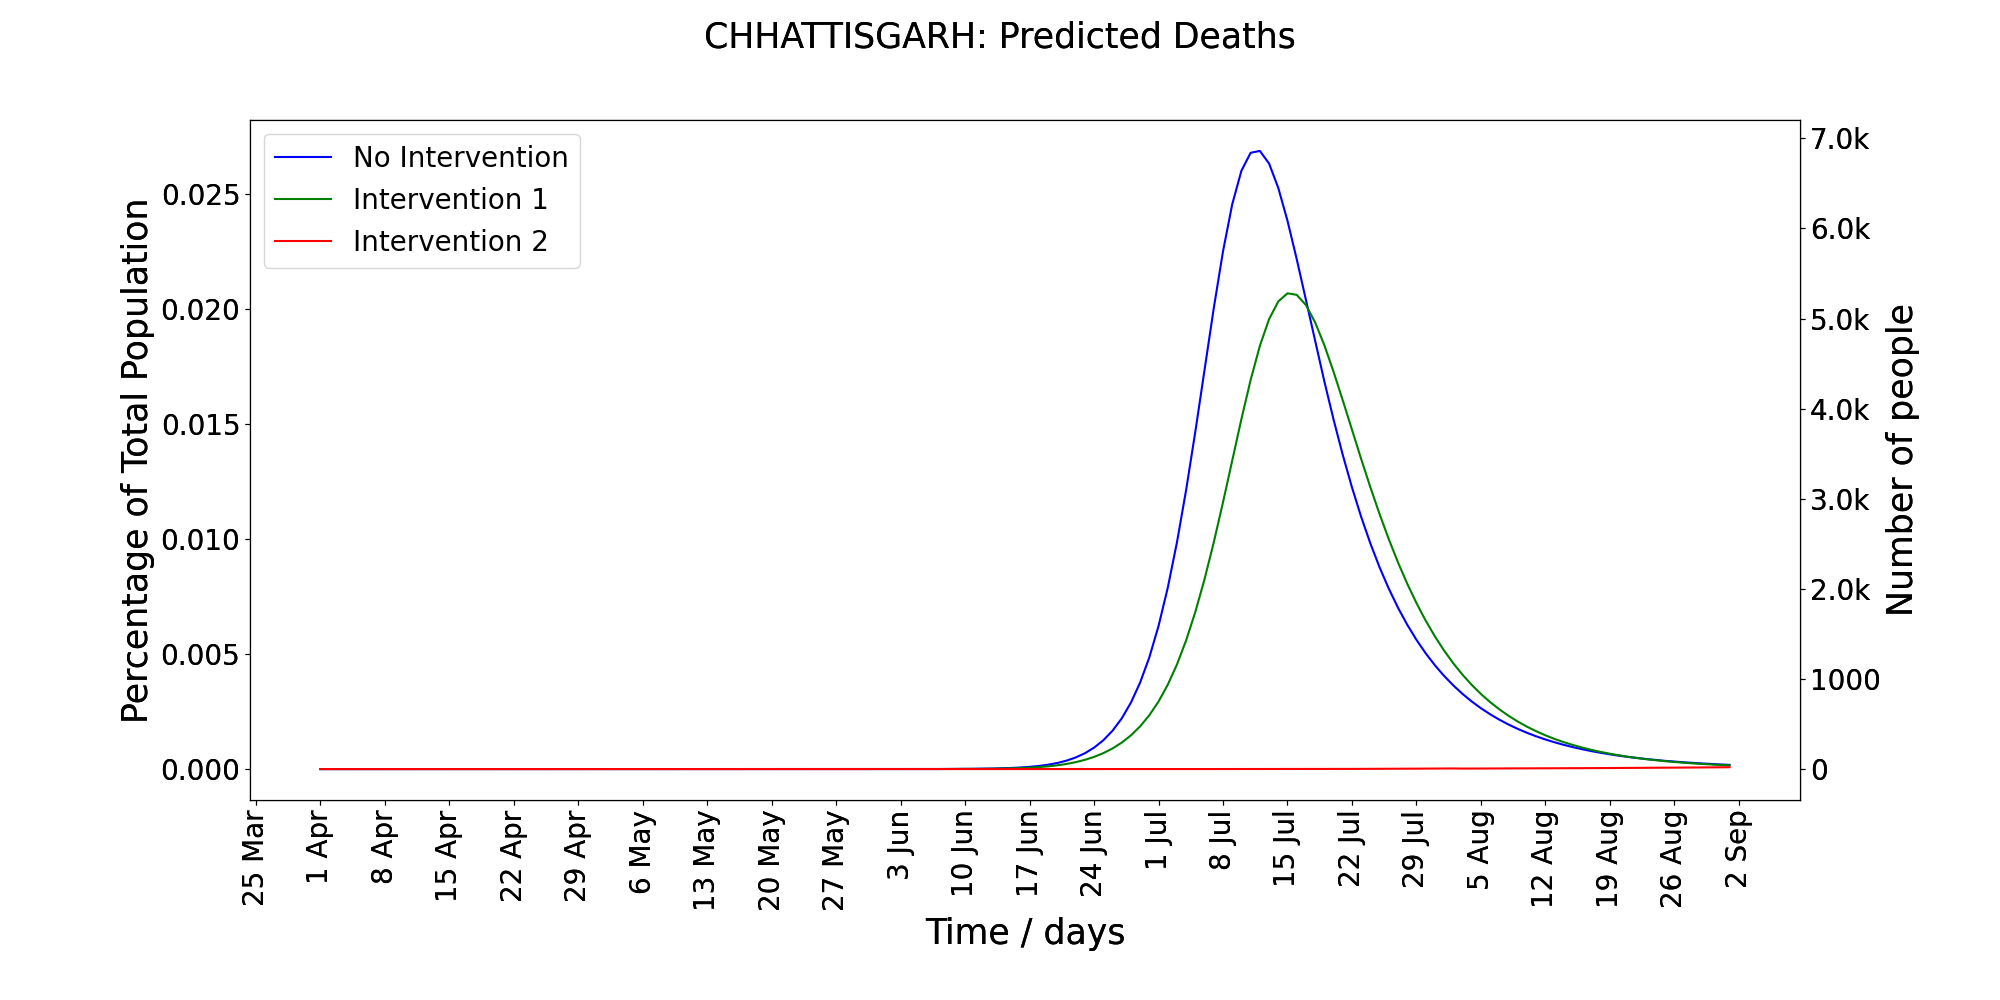 CHHATTISGARH: Predicted Deaths
No Intervention
Intervention 1
Intervention 2
Percentage of Total Population
0.025
0.020
0.015
0.010
0.005
0.000
7.0k
6.0k
5.0k
4.0k
3.0k
2.0k
1000
0
Number of people
25 Mar
1 Apr
8 Apr
15 Apr
22 Apr
29 Apr
6 May
13 May
20 May
27 May
3 Jun
10 Jun
17 Jun
24 Jun
1 Jul
8 Jul
15 Jul
22 Jul
29 Jul
5 Aug
12 Aug
19 Aug
26 Aug
2 Sep
Time / days